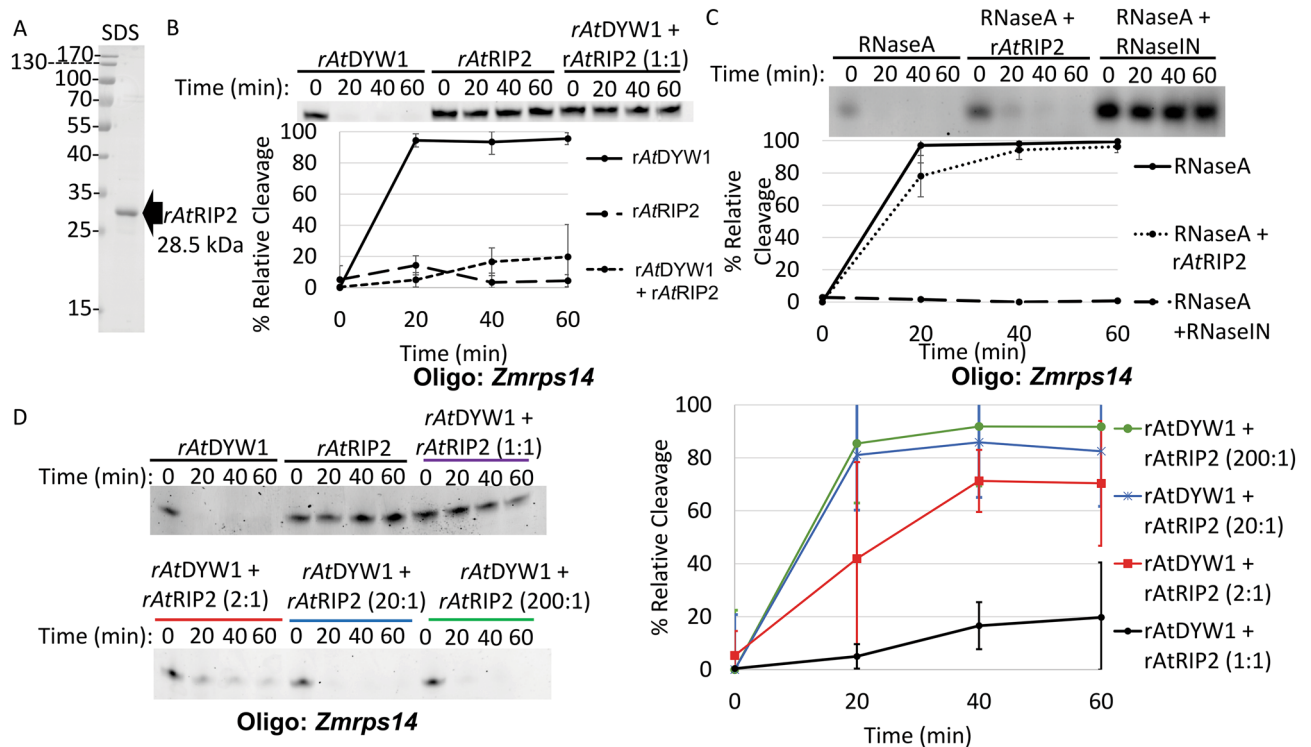 A
SDS
170
130
100
70
55
40
35
25
15
rAtRIP2
28.5 kDa
B
rAtDYW1
rAtRIP2
rAtDYW1 +
rAtRIP2 (1:1)
Time (min):
0 20 40 60 0 20 40 60 0 20 40 60
% Relative Cleavage
100
80
60
40
20
0
0 20 40 60
Time (min)
rAtDYW1
rAtRIP2
rAtDYW1
+ rAtRIP2
Oligo: Zmrps14
C
RNaseA
RNaseA +
rAtRIP2
RNaseA +
RNaseIN
Time (min):
0 20 40 60 0 20 40 60 0 20 40 60
% Relative
Cleavage
100
80
60
40
20
0
0 20 40 60
Time (min)
RNaseA
RNaseA +
rAtRIP2
RNaseA
+RNaseIN
Oligo: Zmrps14
D
rAtDYW1
rAtRIP2
rAtDYW1 +
rAtRIP2 (1:1)
Time (min):
0 20 40 60 0 20 40 60 0 20 40 60
rAtDYW1 +
rAtRIP2 (2:1)
rAtDYW1 +
rAtRIP2 (20:1)
rAtDYW1 +
rAtRIP2 (200:1)
Time (min):
0 20 40 60 0 20 40 60 0 20 40 60
Oligo: Zmrps14
% Relative Cleavage
100
80
60
40
20
0
0 20 40 60
Time (min)
rAtDYW1 +
rAtRIP2 (200:1)
rAtDYW1 +
rAtRIP2 (20:1)
rAtDYW1 +
rAtRIP2 (2:1)
rAtDYW1 +
rAtRIP2 (1:1)